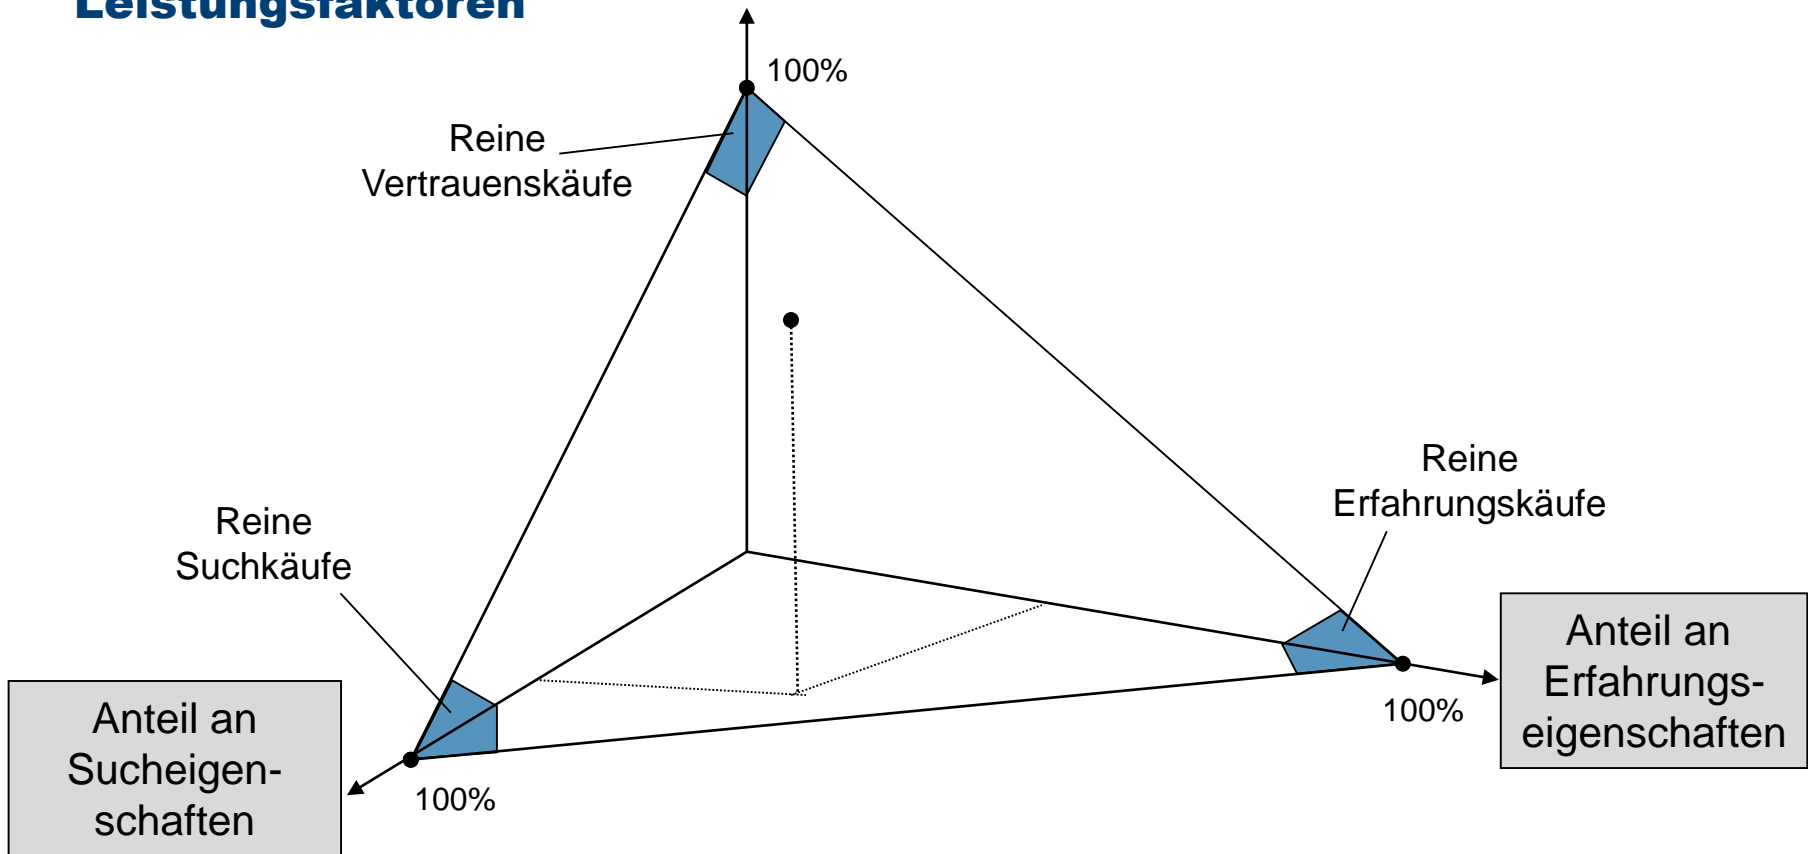 Leistungsfaktoren
100%
Reine
Vertrauenskäufe
Reine
Erfahrungskäufe
Reine
Suchkäufe
Anteil an
Erfahrungs-
eigenschaften
100%
Anteil an
Sucheigen-
schaften
100%